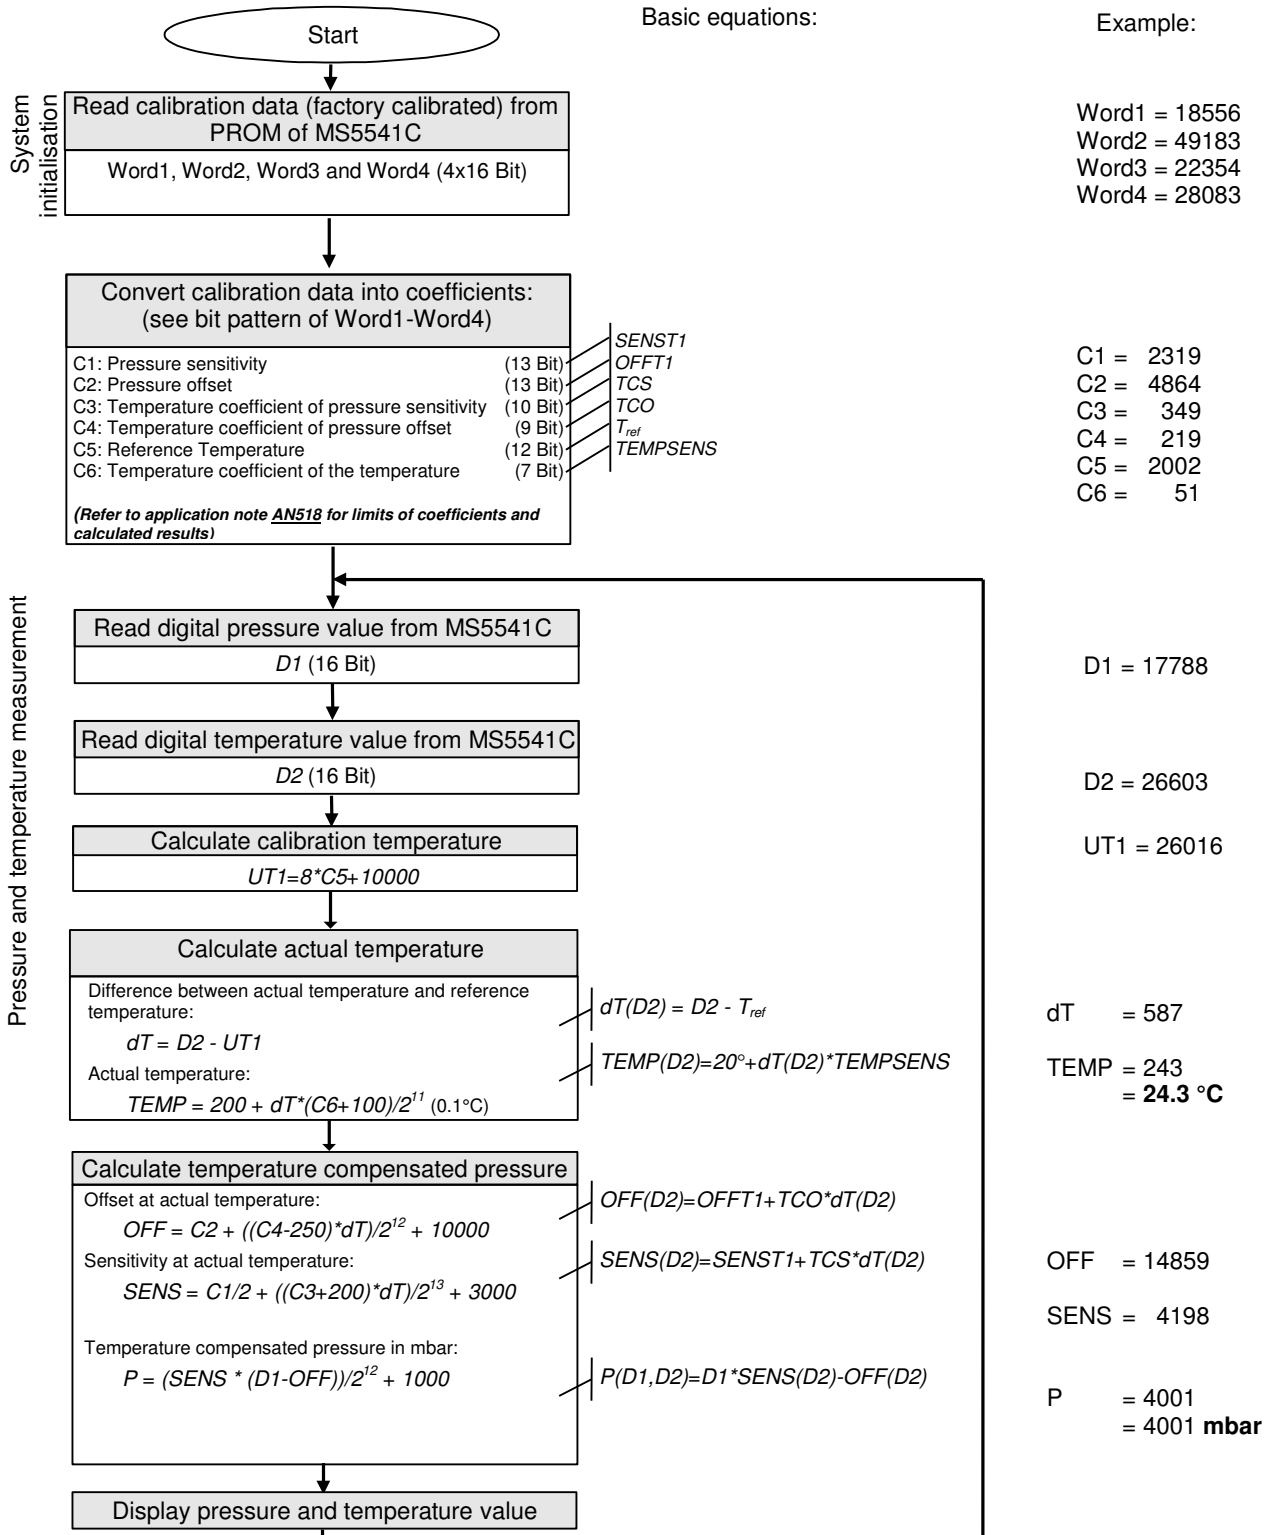 Basic equations:
Example:
Start
System
initialisation
Read calibration data (factory calibrated) from
PROM of MS5541C
Word1, Word2, Word3 and Word4 (4x16 Bit)
Word1 = 18556
Word2 = 49183
Word3 = 22354
Word4 = 28083
Convert calibration data into coefficients:
(see bit pattern of Word1-Word4)
C1: Pressure sensitivity (13 Bit) SENST1
C2: Pressure offset (13 Bit) OFFT1
C3: Temperature coefficient of pressure sensitivity (10 Bit) TCS
C4: Temperature coefficient of pressure offset (9 Bit) TCO
C5: Reference Temperature (12 Bit) Tref
C6: Temperature coefficient of the temperature (7 Bit) TEMPSENS
(Refer to application note AN518 for limits of coefficients and
calculated results)
C1 = 2319
C2 = 4864
C3 = 349
C4 = 219
C5 = 2002
C6 = 51
Pressure and temperature measurement
Read digital pressure value from MS5541C
D1 (16 Bit)
D1 = 17788
Read digital temperature value from MS5541C
D2 (16 Bit)
D2 = 26603
Calculate calibration temperature
UT1=8*C5+10000
UT1 = 26016
Calculate actual temperature
Difference between actual temperature and reference
temperature:
dT = D2 - UT1
dT(D2) = D2 - Tref
dT = 587
Actual temperature:
TEMP = 200 + dT*(C6+100)/2^11 (0.1°C)
TEMP(D2)=20°+dT(D2)*TEMPSENS
TEMP = 243
= 24.3 °C
Calculate temperature compensated pressure
Offset at actual temperature:
OFF = C2 + ((C4-250)*dT)/2^12 + 10000
OFF(D2)=OFFT1+TCO*dT(D2)
OFF = 14859
Sensitivity at actual temperature:
SENS = C1/2 + ((C3+200)*dT)/2^13 + 3000
SENS(D2)=SENST1+TCS*dT(D2)
SENS = 4198
Temperature compensated pressure in mbar:
P = (SENS * (D1-OFF))/2^12 + 1000
P(D1,D2)=D1*SENS(D2)-OFF(D2)
P = 4001
= 4001 mbar
Display pressure and temperature value